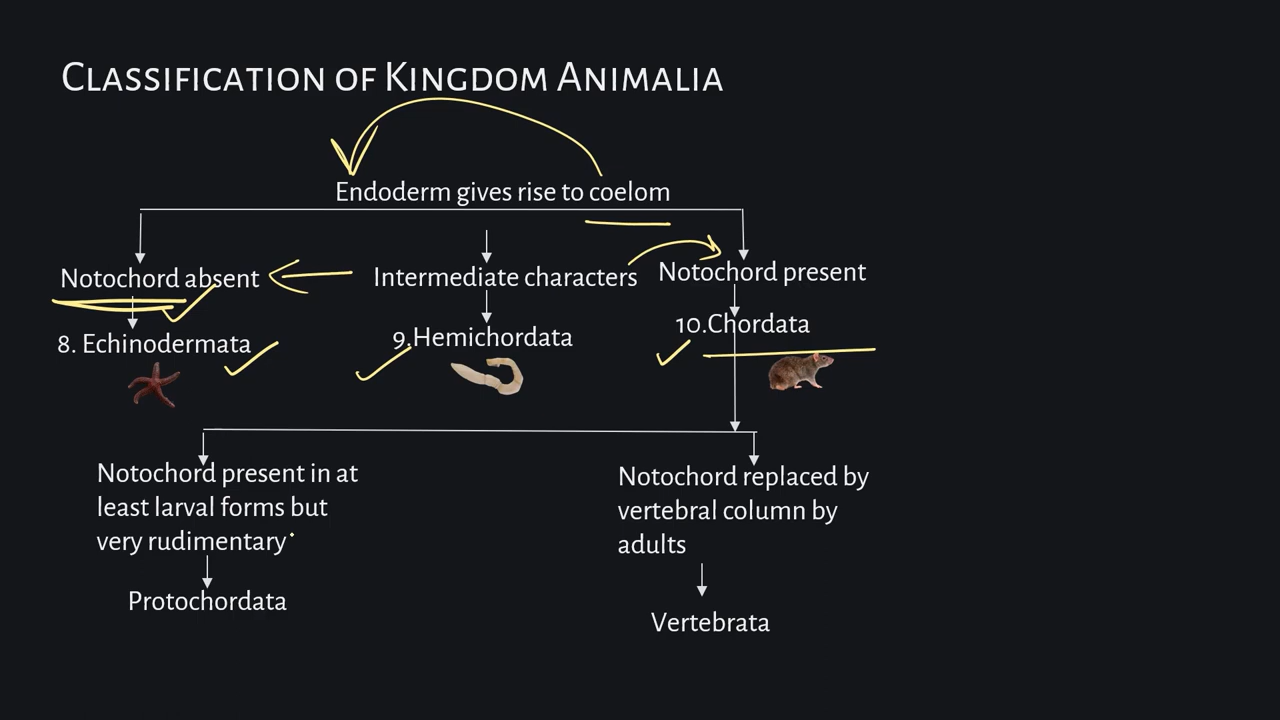 Classification of Kingdom Animalia
Endoderm gives rise to coelom
Notochord absent
Intermediate characters
Notochord present
8. Echinodermata
9.Hemichordata
10.Chordata
Notochord present in at
least larval forms but
very rudimentary
Protochordata
Notochord replaced by
vertebral column by
adults
Vertebrata